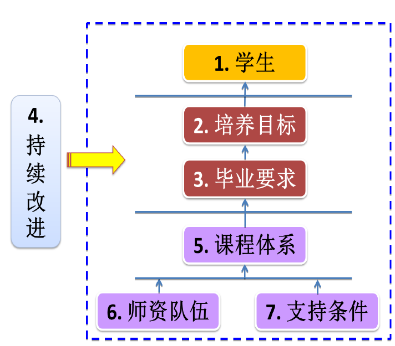 1. 学生
2. 培养目标
3. 毕业要求
4.
持
续
改
进
5. 课程体系
6. 师资队伍
7. 支持条件